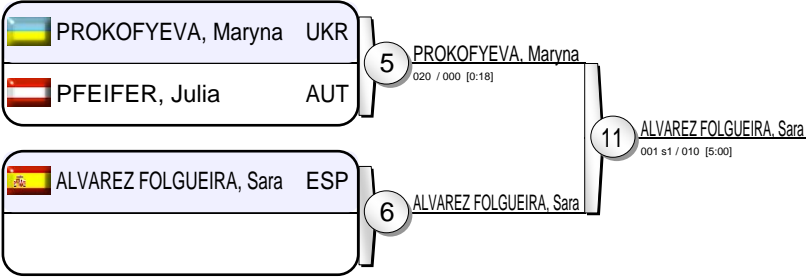 PROKOFYEVA, Maryna UKR
PFEIFER, Julia AUT
5
PROKOFYEVA, Maryna
020 / 000 [0:18]
ALVAREZ FOLGUEIRA, Sara ESP
6
ALVAREZ FOLGUEIRA, Sara
11
ALVAREZ FOLGUEIRA, Sara
001 s1 / 010 [5:00]